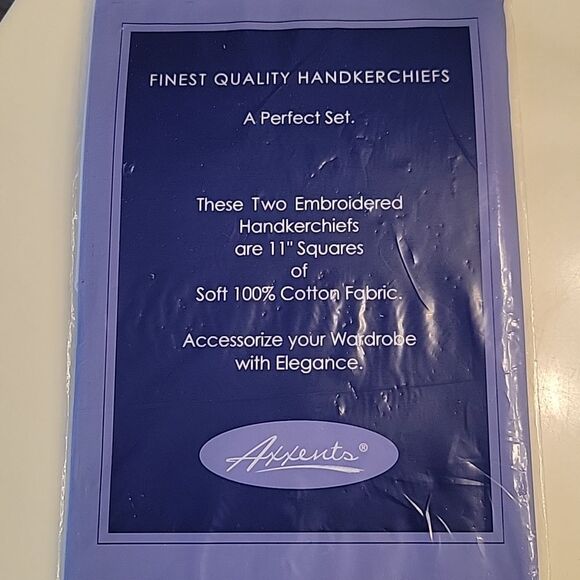 FINEST QUALITY HANDKERCHIEFS
A Perfect Set.
These Two Embroidered
Handkerchiefs
are 11" Squares
of
Soft 100% Cotton Fabric.
Accessorize your Wardrobe
with Elegance.
Axxents®